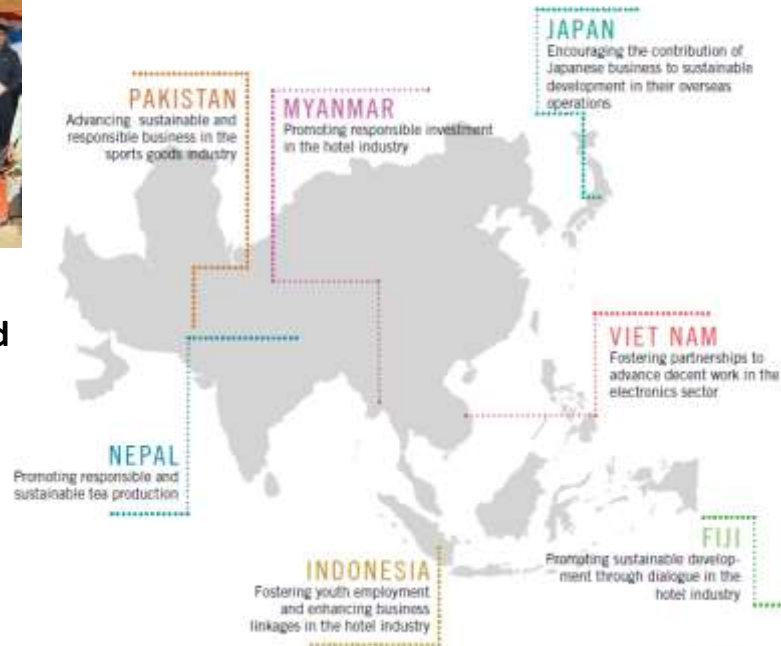 JAPAN
Encouraging the contribution of
Japanese business to sustainable
development in their overseas
operations
PAKISTAN
Advancing sustainable and
responsible business in the
sports goods industry
MYANMAR
Promoting responsible investment
in the hotel industry
d
VIET NAM
Fostering partnerships to
advance decent work in the
electronics sector
NEPAL
Promoting responsible and
sustainable tea production
FIJI
Prompting sustainable develop-
ment through dialogue in the
hotel industry
INDONESIA
Fostering youth employment
and enhancing business
linkages in the hotel industry